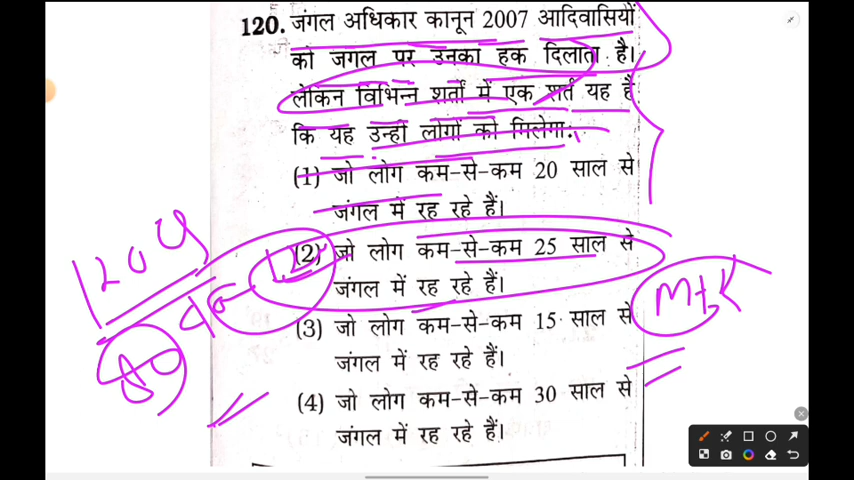 120. जंगल अधिकार कानून 2007 आदिवासियों
को जगल पर उनका हक दिलाता है।
लेकिन विभिन्न शर्तों में एक शर्त यह है
कि यह उन्ही लोगों को मिलेगा:
(1) जो लोग कम-से-कम 20 साल से
जंगल में रह रहे हैं।
(2) जो लोग कम-से-कम 25 साल से
जंगल में रह रहे हैं।
(3) जो लोग कम-से-कम 15 साल से
जंगल में रह रहे हैं।
(4) जो लोग कम-से-कम 30 साल से
जंगल में रह रहे हैं।